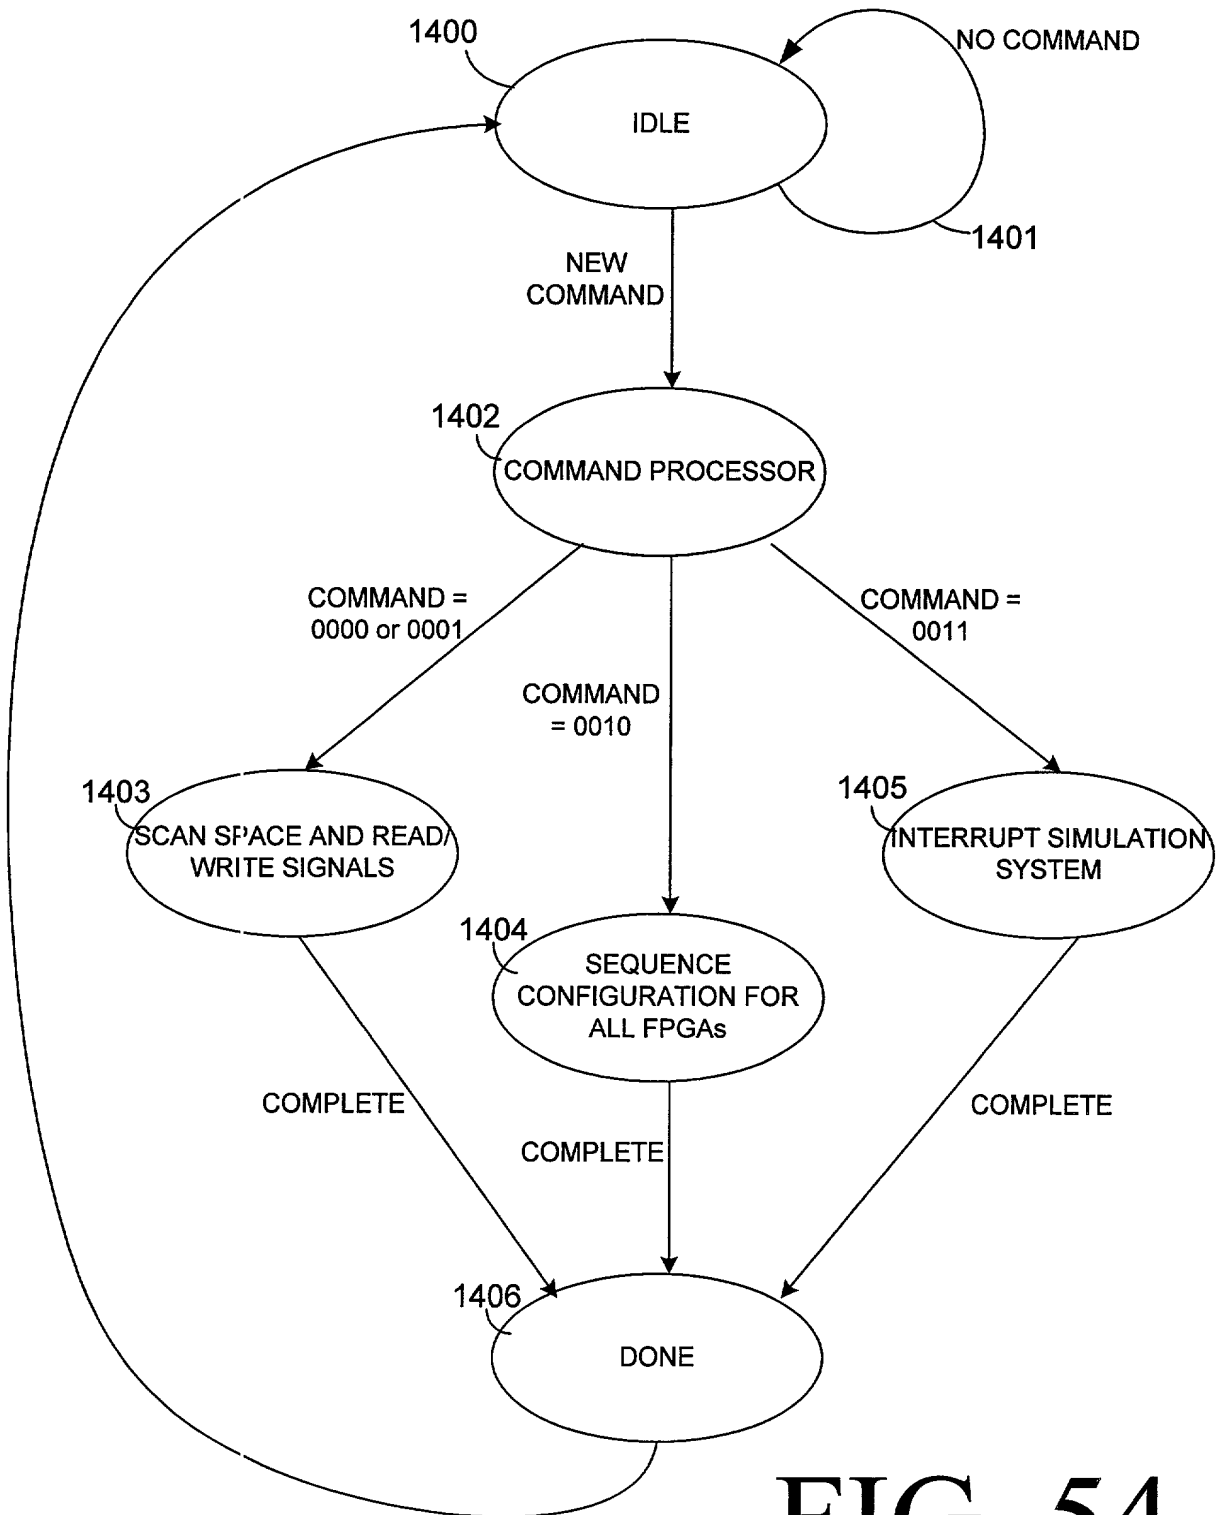 1400
NO COMMAND
IDLE
1401
NEW
COMMAND
1402
COMMAND PROCESSOR
COMMAND =
0000 or 0001
COMMAND =
0011
COMMAND
= 0010
1403
SCAN SPACE AND READ/
WRITE SIGNALS
1405
INTERRUPT SIMULATION
SYSTEM
1404
SEQUENCE
CONFIGURATION FOR
ALL FPGAs
COMPLETE
COMPLETE
COMPLETE
1406
DONE
FIG. 54